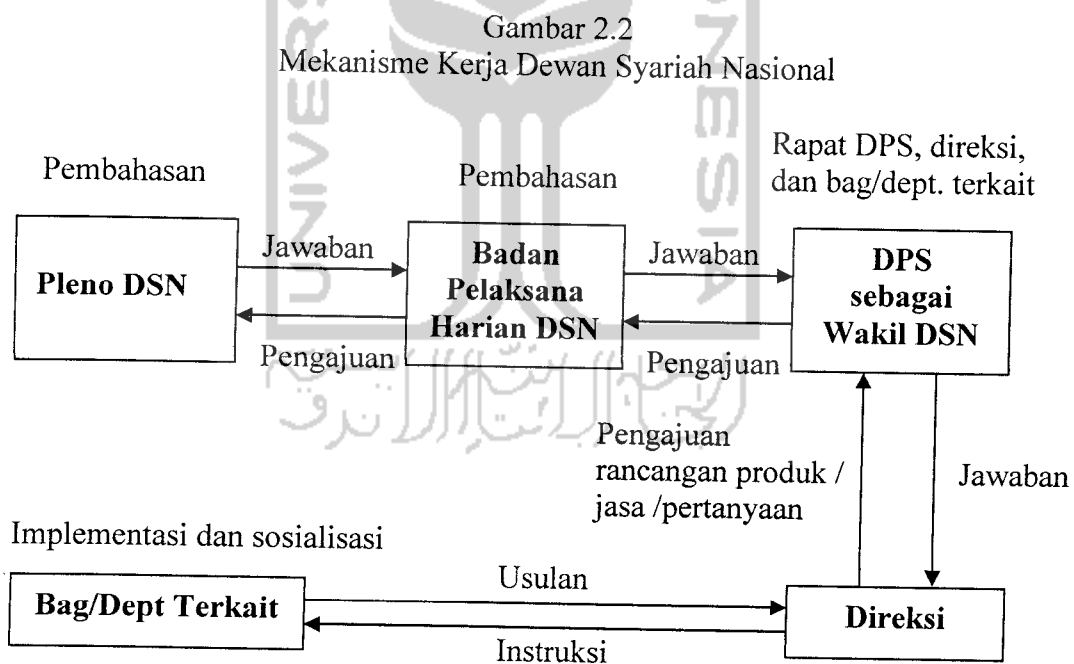 Gambar 2.2
Mekanisme Kerja Dewan Syariah Nasional
Pembahasan
Pembahasan
Rapat DPS, direksi,
dan bag/dept. terkait
Pleno DSN
Jawaban
Pengajuan
Badan
Pelaksana
Harian DSN
Jawaban
Pengajuan
DPS
sebagai
Wakil DSN
Pengajuan
rancangan produk /
jasa /pertanyaan
Jawaban
Implementasi dan sosialisasi
Bag/Dept Terkait
Usulan
Instruksi
Direksi